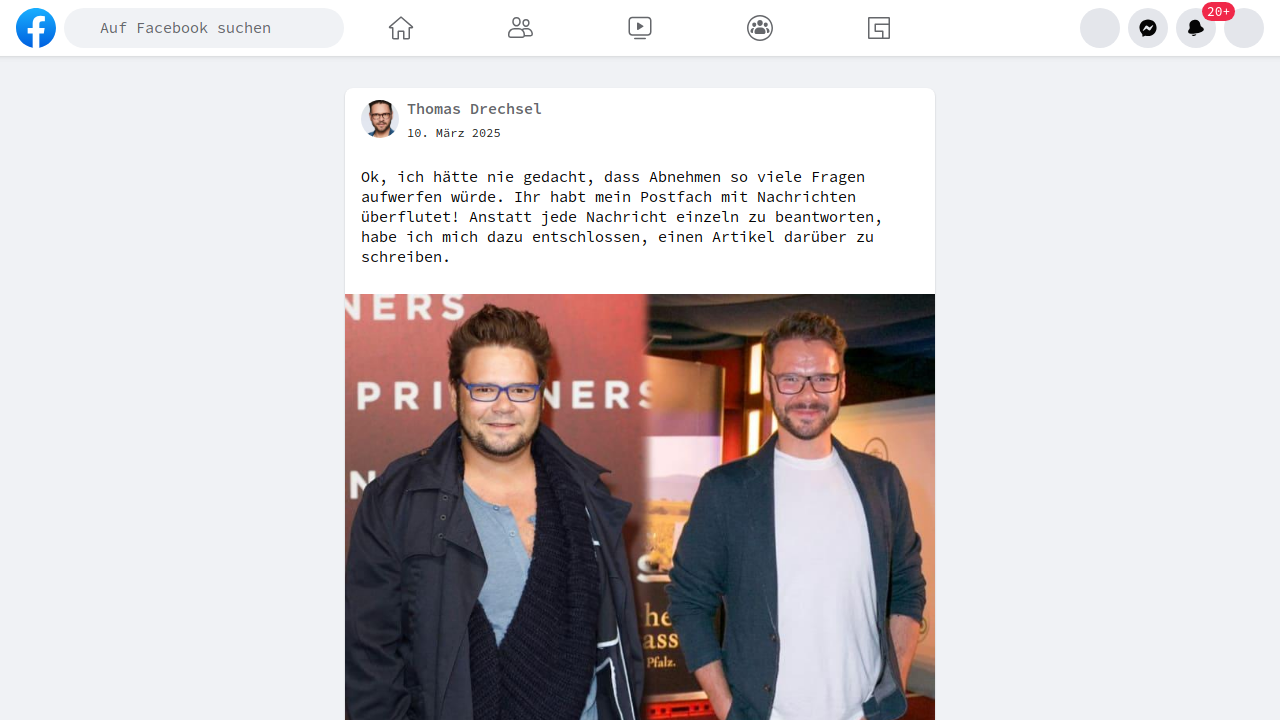 Auf Facebook suchen
20+
Thomas Drechsel
10. März 2025
Ok, ich hätte nie gedacht, dass Abnehmen so viele Fragen
aufwerfen würde. Ihr habt mein Postfach mit Nachrichten
überflutet! Anstatt jede Nachricht einzeln zu beantworten,
habe ich mich dazu entschlossen, einen Artikel darüber zu
schreiben.
NERS
PRI NERS
N
he
ass
Pfalz.